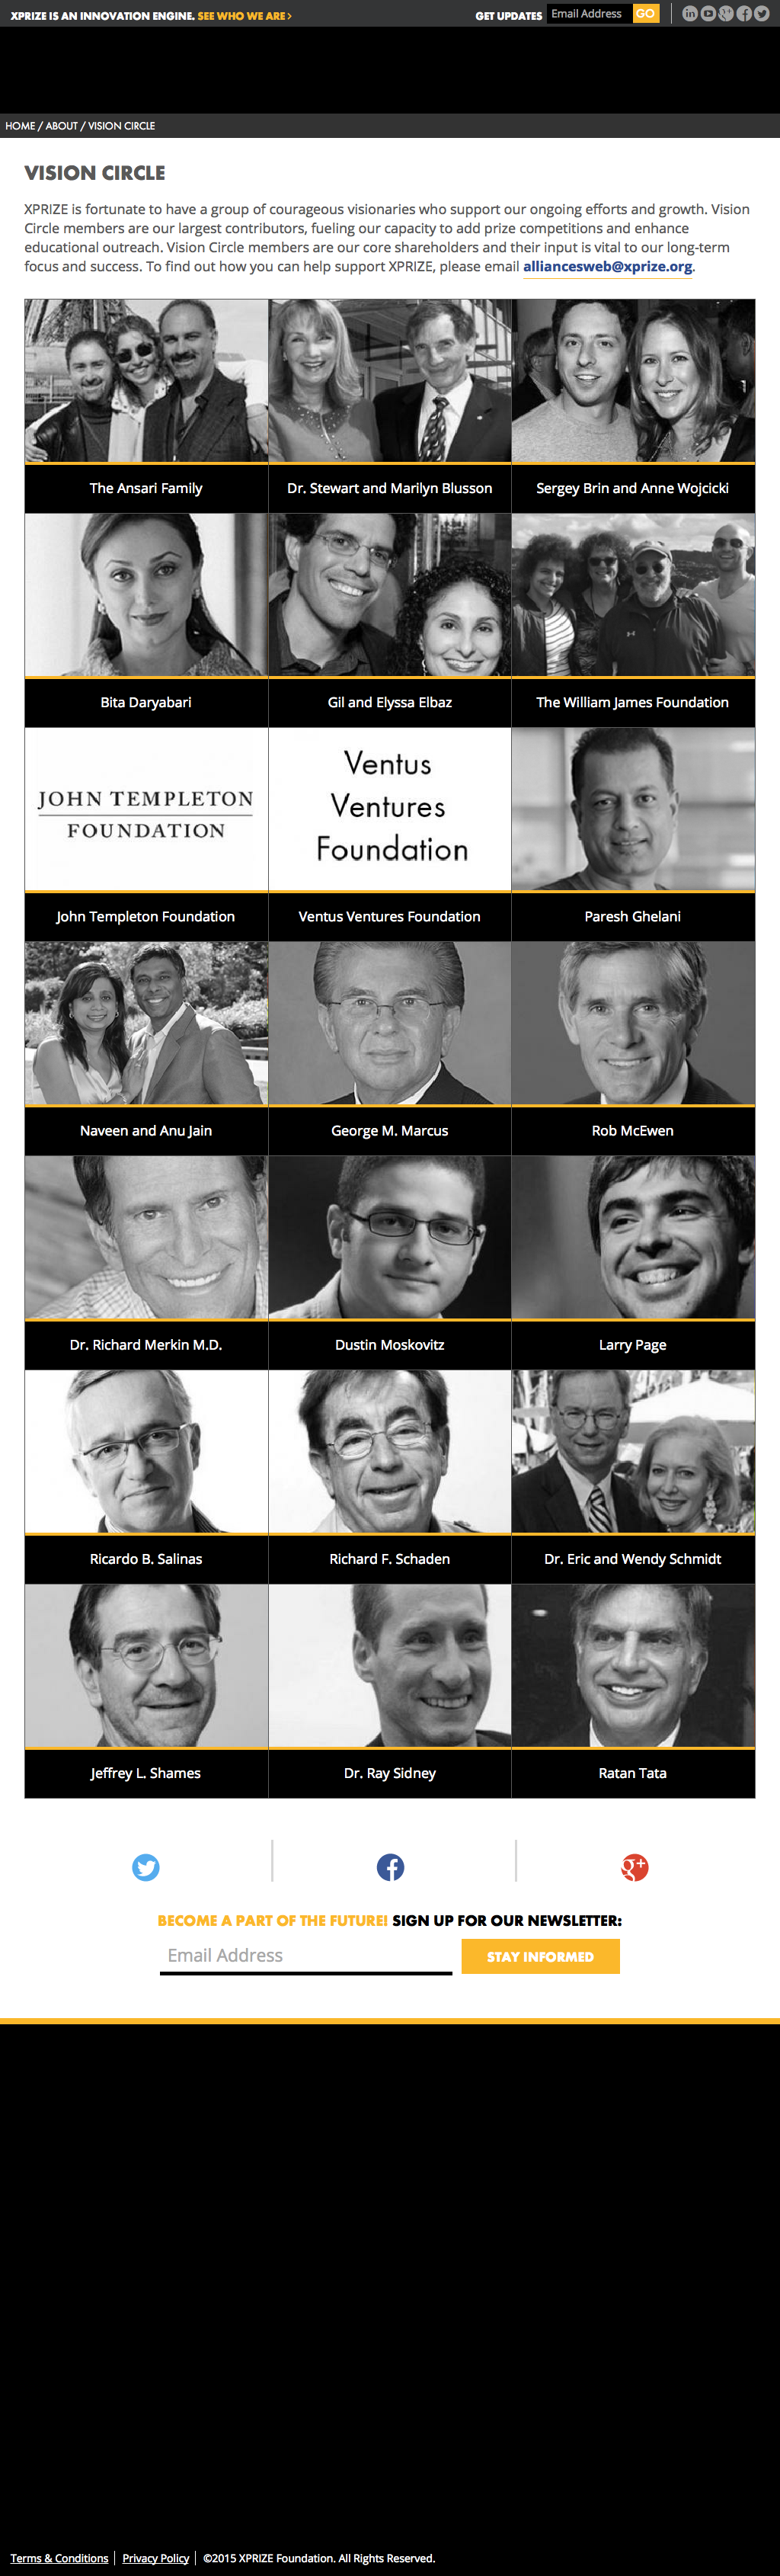 XPRIZE IS AN INNOVATION ENGINE. SEE WHO WE ARE › GET UPDATES Email Address GO
HOME / ABOUT / VISION CIRCLE
VISION CIRCLE
XPRIZE is fortunate to have a group of courageous visionaries who support our ongoing efforts and growth. Vision
Circle members are our largest contributors, fueling our capacity to add prize competitions and enhance
educational outreach. Vision Circle members are our core shareholders and their input is vital to our long-term
focus and success. To find out how you can help support XPRIZE, please email alliancesweb@xprize.org.
The Ansari Family
Dr. Stewart and Marilyn Blusson
Sergey Brin and Anne Wojcicki
Bita Daryabari
Gil and Elyssa Elbaz
The William James Foundation
JOHN TEMPLETON
FOUNDATION
Ventus
Ventures
Foundation
John Templeton Foundation
Ventus Ventures Foundation
Paresh Ghelani
Naveen and Anu Jain
George M. Marcus
Rob McEwen
Dr. Richard Merkin M.D.
Dustin Moskovitz
Larry Page
Ricardo B. Salinas
Richard F. Schaden
Dr. Eric and Wendy Schmidt
Jeffrey L. Shames
Dr. Ray Sidney
Ratan Tata
BECOME A PART OF THE FUTURE! SIGN UP FOR OUR NEWSLETTER:
Email Address
STAY INFORMED
Terms & Conditions Privacy Policy ©2015 XPRIZE Foundation. All Rights Reserved.